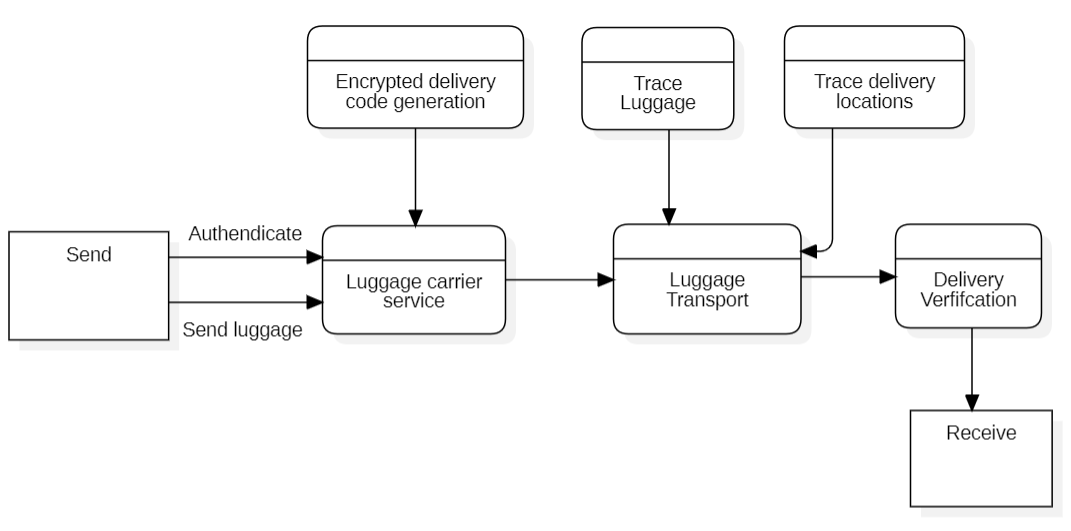 Encrypted delivery
code generation
Trace
Luggage
Trace delivery
locations
Send
Authendicate
Send luggage
Luggage carrier
service
Luggage
Transport
Delivery
Verfifcation
Receive